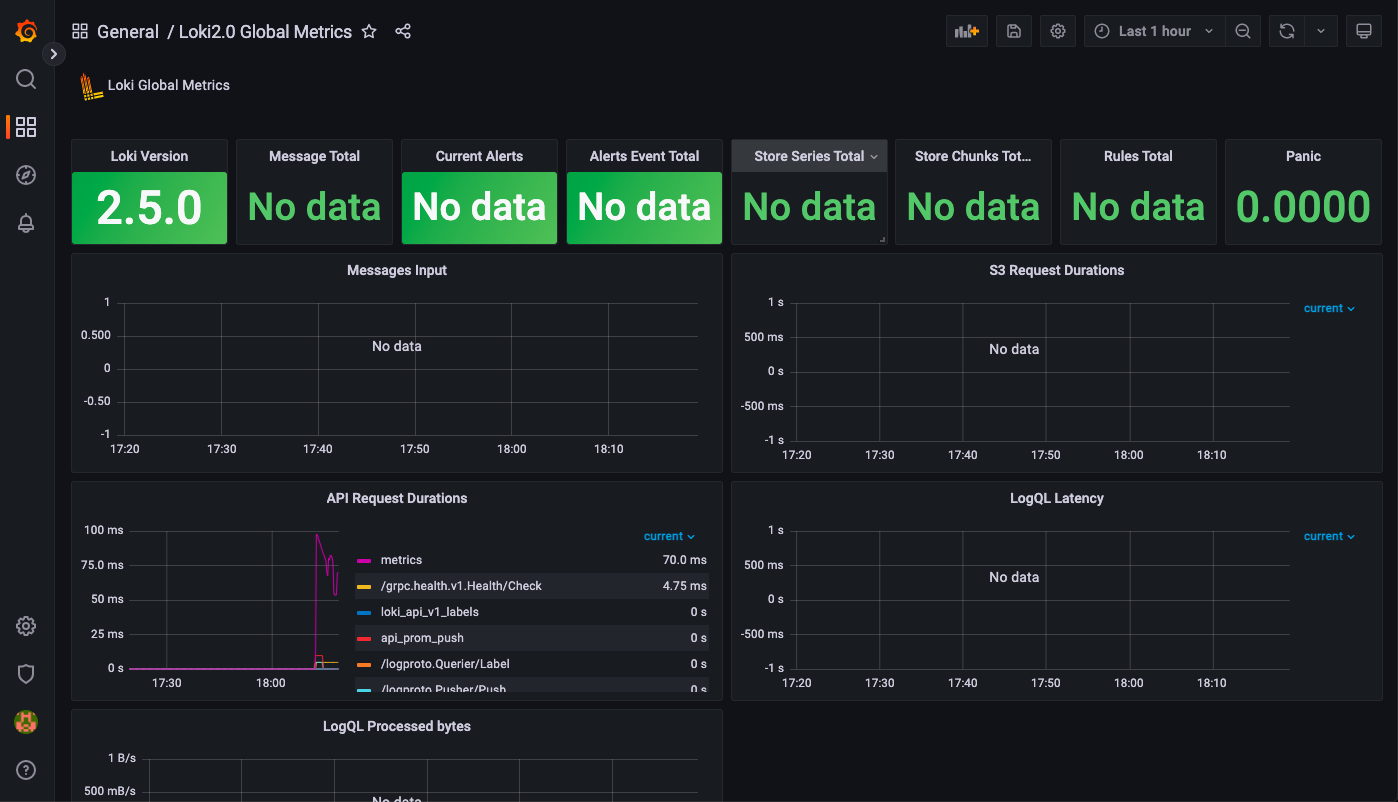 General / Loki2.0 Global Metrics
Last 1 hour
Loki Global Metrics
Loki Version
2.5.0
Message Total
No data
Current Alerts
No data
Alerts Event Total
No data
Store Series Total
No data
Store Chunks Tot...
No data
Rules Total
No data
Panic
0.0000
Messages Input
1
0.500
0
-0.50
-1
No data
17:20 17:30 17:40 17:50 18:00 18:10
S3 Request Durations
1 s
500 ms
0 s
-500 ms
-1 s
No data
17:20 17:30 17:40 17:50 18:00 18:10
current
API Request Durations
100 ms
75.0 ms
50 ms
25 ms
0 s
17:30 18:00
current
metrics 70.0 ms
/grpc.health.v1.Health/Check 4.75 ms
loki_api_v1_labels 0 s
api_prom_push 0 s
/logproto.Querier/Label 0 s
/logproto.Pusher/Push 0 s
LogQL Latency
1 s
500 ms
0 s
-500 ms
-1 s
No data
17:20 17:30 17:40 17:50 18:00 18:10
current
LogQL Processed bytes
1 B/s
500 mB/s
No data